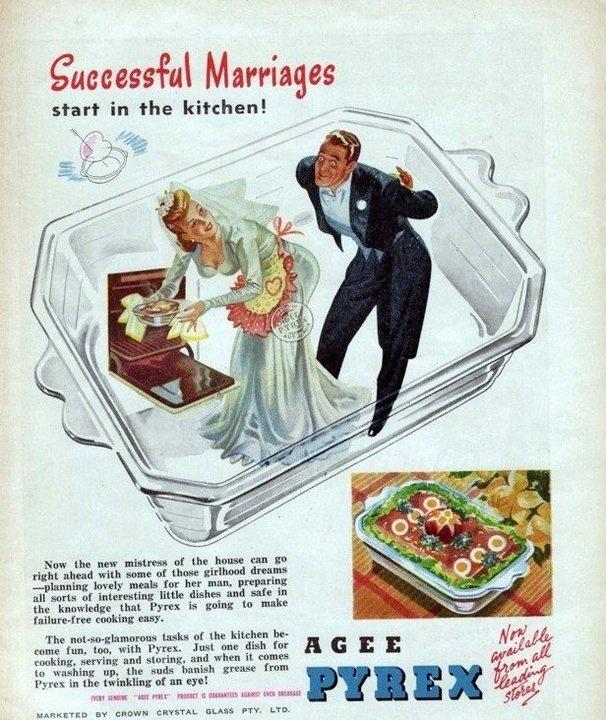 Successful Marriages
start in the kitchen!
AGEE
PYREX
Now the new mistress of the house can go
right ahead with some of those girlhood dreams
—planning lovely meals for her man, preparing
all sorts of interesting little dishes and safe in
the knowledge that Pyrex is going to make
failure-free cooking easy.
The not-so-glamorous tasks of the kitchen be-
come fun, too, with Pyrex. Just one dish for
cooking, serving and storing, and when it comes
to washing up, the suds banish grease from
Pyrex in the twinkling of an eye!
EVERY GENUINE "AGEE PYREX" PRODUCT IS GUARANTEED AGAINST OVEN BREAKAGE
MARKETED BY CROWN CRYSTAL GLASS PTY. LTD.
AGEE
PYREX
Now
available
from all
leading
stores!